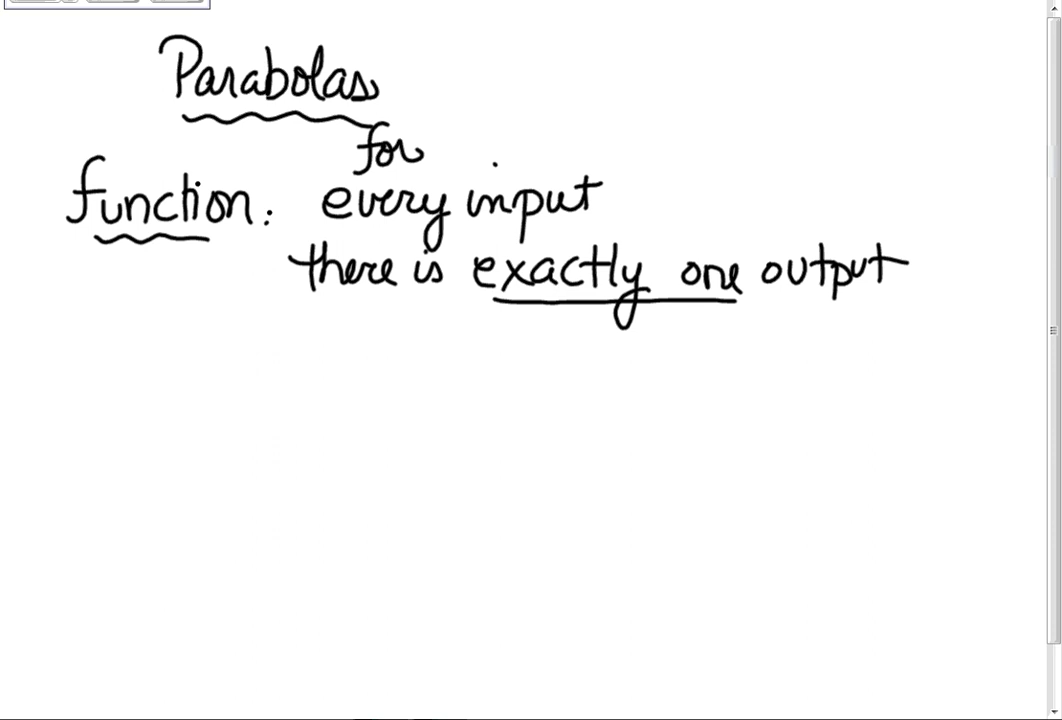 Parabolas
for
function: every input
there is exactly one output